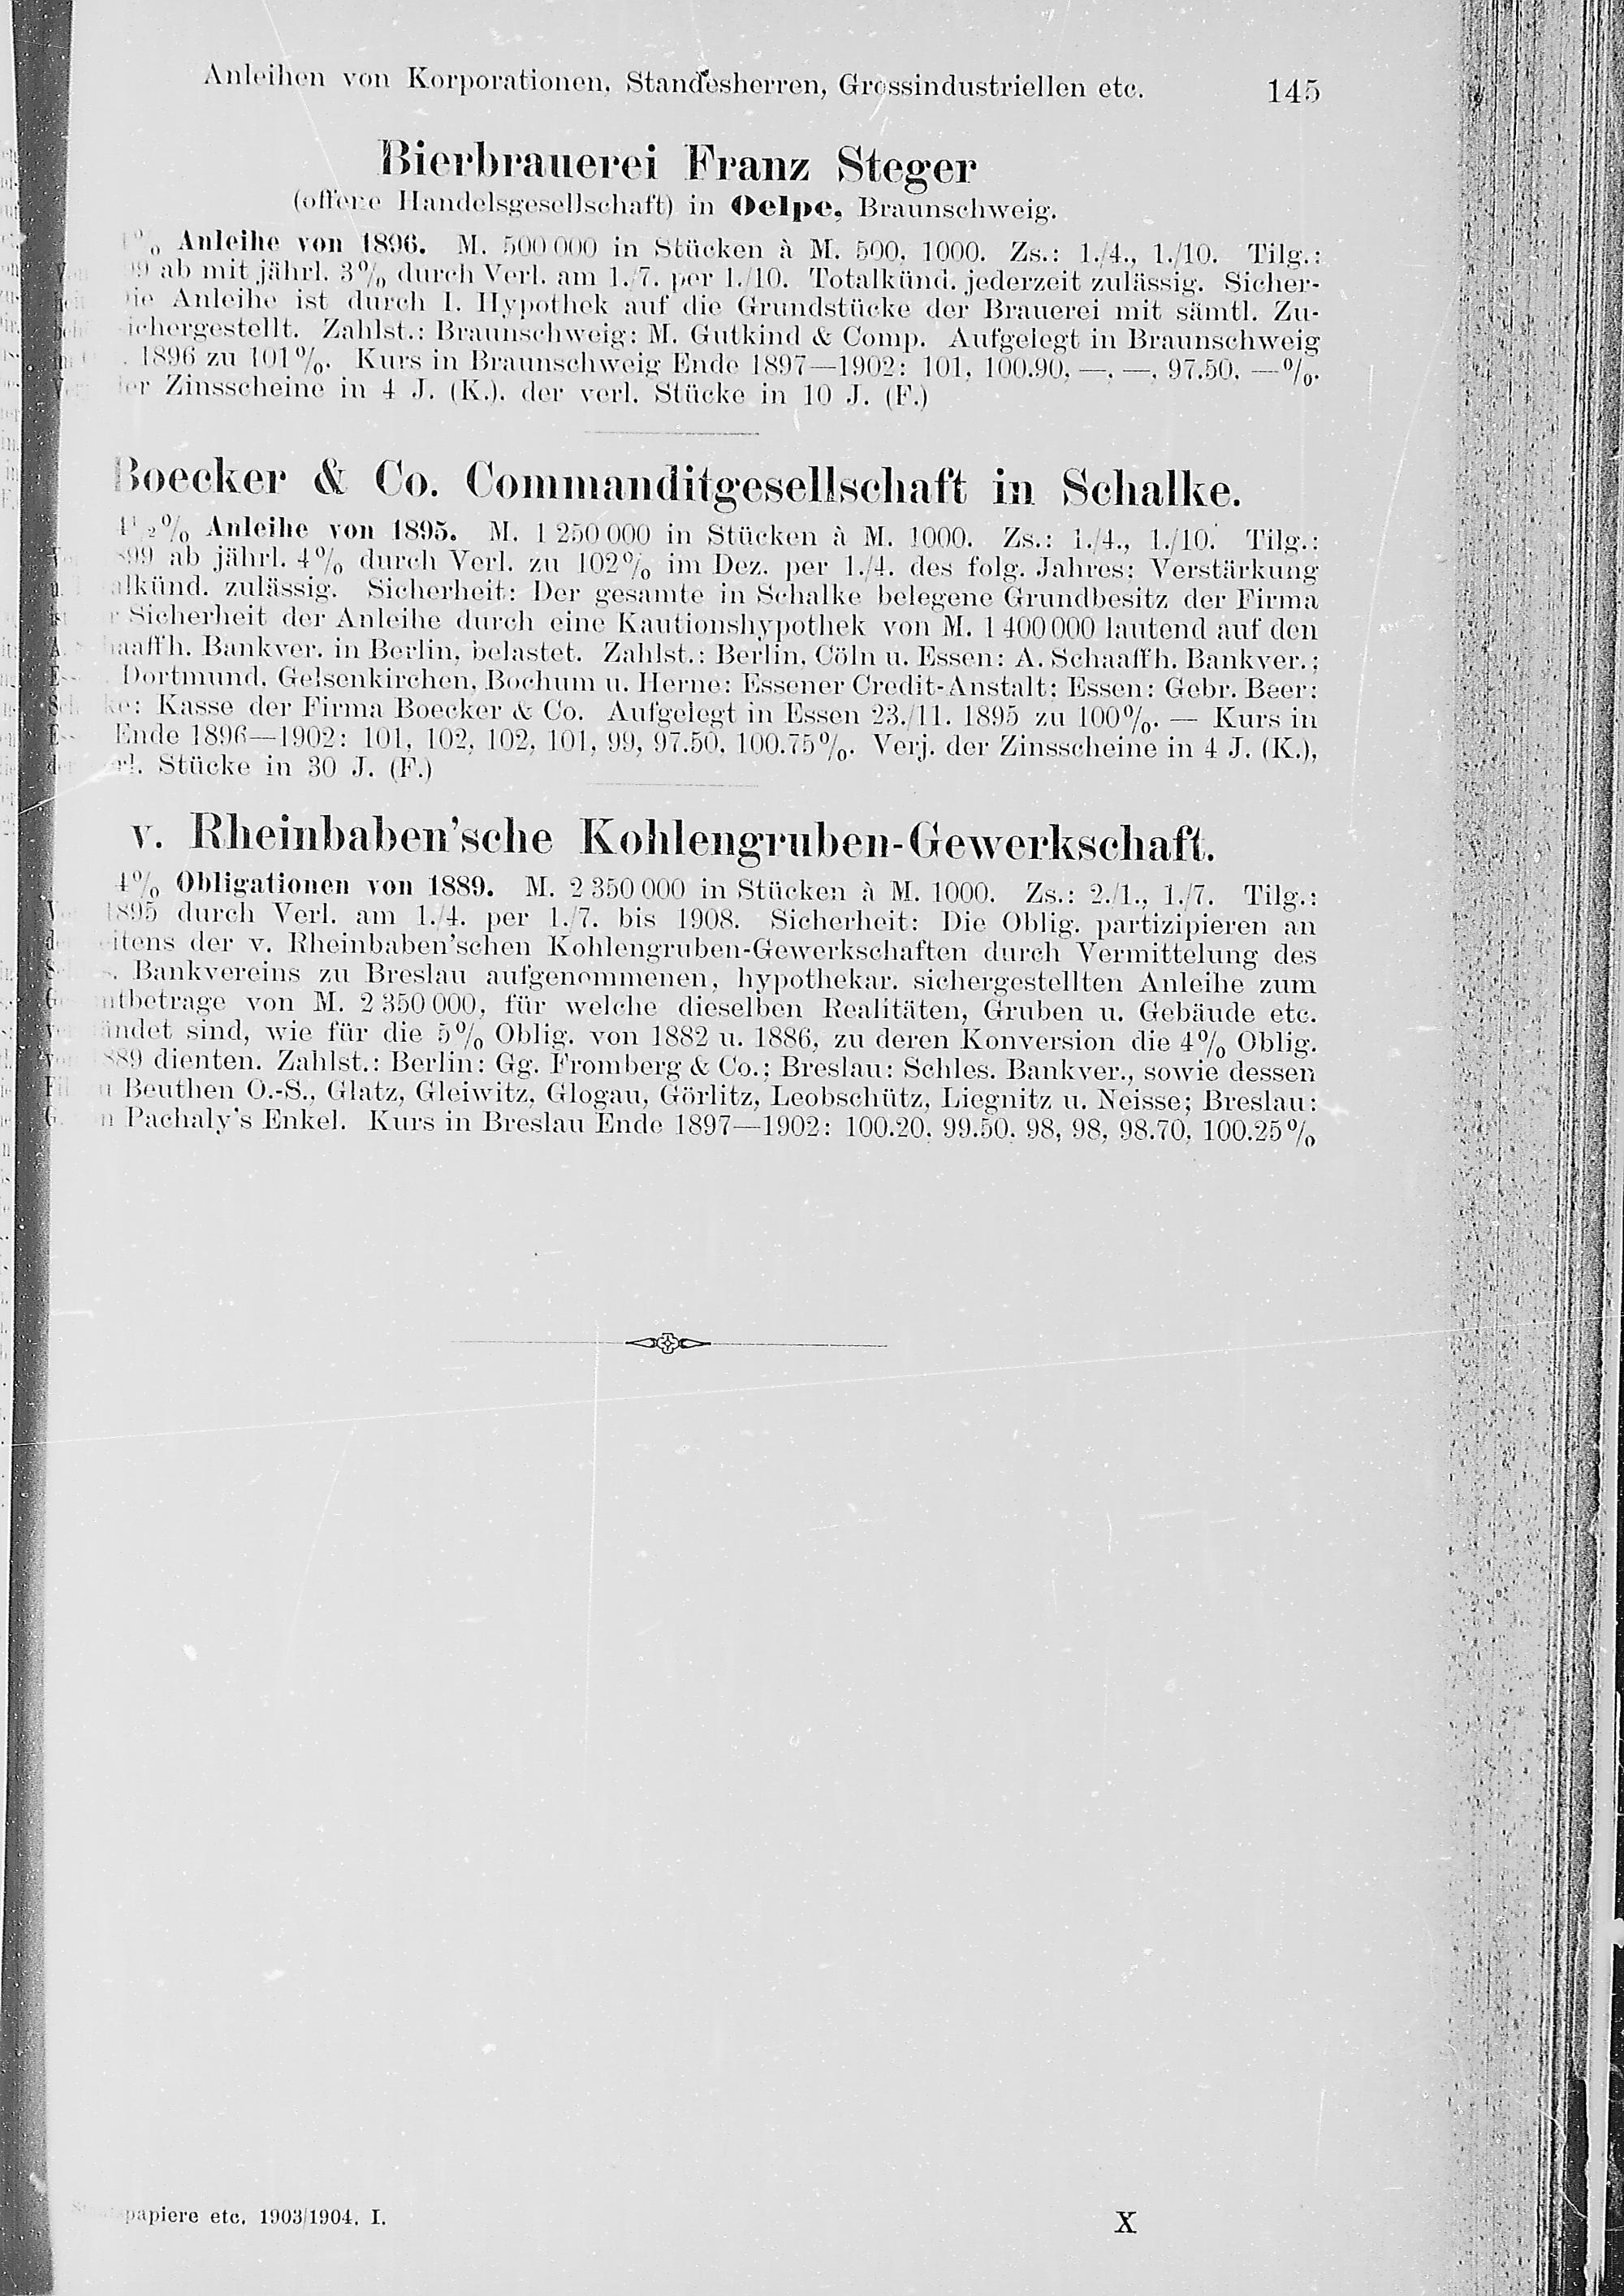 Anleihen von Korporationen, Standesherren, Grossindustriellen etc. 145
Bierbrauerei Franz Steger
(offene Handelsgesellschaft) in Oelpe, Braunschweig.
Anleihe von 1896. M. 500 000 in Stücken à M. 500, 1000. Zs.: 1./4., 1./10. Tilg.:
ab mit jährl. 3% durch Verl. am 1./7. per 1./10. Totalkünd. jederzeit zulässig. Sicher-
Die Anleihe ist durch I. Hypothek auf die Grundstücke der Brauerei mit sämtl. Zu-
sichergestellt. Zahlst.: Braunschweig: M. Gutkind & Comp. Aufgelegt in Braunschweig
1896 zu 101%. Kurs in Braunschweig Ende 1897—1902: 101, 100.90, —, —, 97.50, —%.
der Zinsscheine in 4 J. (K.), der verl. Stücke in 10 J. (F.)
Boecker & Co. Commanditgesellschaft in Schalke.
4½% Anleihe von 1895. M. 1 250 000 in Stücken à M. 1000. Zs.: 1./4., 1./10. Tilg.:
ab jährl. 4% durch Verl. zu 102% im Dez. per 1./4. des folg. Jahres; Verstärkung
zulässig. Sicherheit: Der gesamte in Schalke belegene Grundbesitz der Firma
Sicherheit der Anleihe durch eine Kautionshypothek von M. 1 400 000 lautend auf den
A. Schaaffh. Bankver. in Berlin, belastet. Zahlst.: Berlin, Cöln u. Essen: A. Schaaffh. Bankver.;
Dortmund, Gelsenkirchen, Bochum u. Herne: Essener Credit-Anstalt; Essen: Gebr. Beer;
Kasse der Firma Boecker & Co. Aufgelegt in Essen 23./11. 1895 zu 100%. — Kurs in
Ende 1896—1902: 101, 102, 102, 101, 99, 97.50, 100.75%. Verj. der Zinsscheine in 4 J. (K.),
Stücke in 30 J. (F.)
v. Rheinbaben'sche Kohlengruben-Gewerkschaft.
4% Obligationen von 1889. M. 2 350 000 in Stücken à M. 1000. Zs.: 2./1., 1./7. Tilg.:
1895 durch Verl. am 1./4. per 1./7. bis 1908. Sicherheit: Die Oblig. partizipieren an
der v. Rheinbaben'schen Kohlengruben-Gewerkschaften durch Vermittelung des
Bankvereins zu Breslau aufgenommenen, hypothekar. sichergestellten Anleihe zum
von M. 2 350 000, für welche dieselben Realitäten, Gruben u. Gebäude etc.
sind, wie für die 5% Oblig. von 1882 u. 1886, zu deren Konversion die 4% Oblig.
dienten. Zahlst.: Berlin: Gg. Fromberg & Co.; Breslau: Schles. Bankver., sowie dessen
Beuthen O.-S., Glatz, Gleiwitz, Glogau, Görlitz, Leobschütz, Liegnitz u. Neisse; Breslau:
Pachaly's Enkel. Kurs in Breslau Ende 1897—1902: 100.20, 99.50, 98, 98, 98.70, 100.25%
papiere etc. 1903/1904. I. X